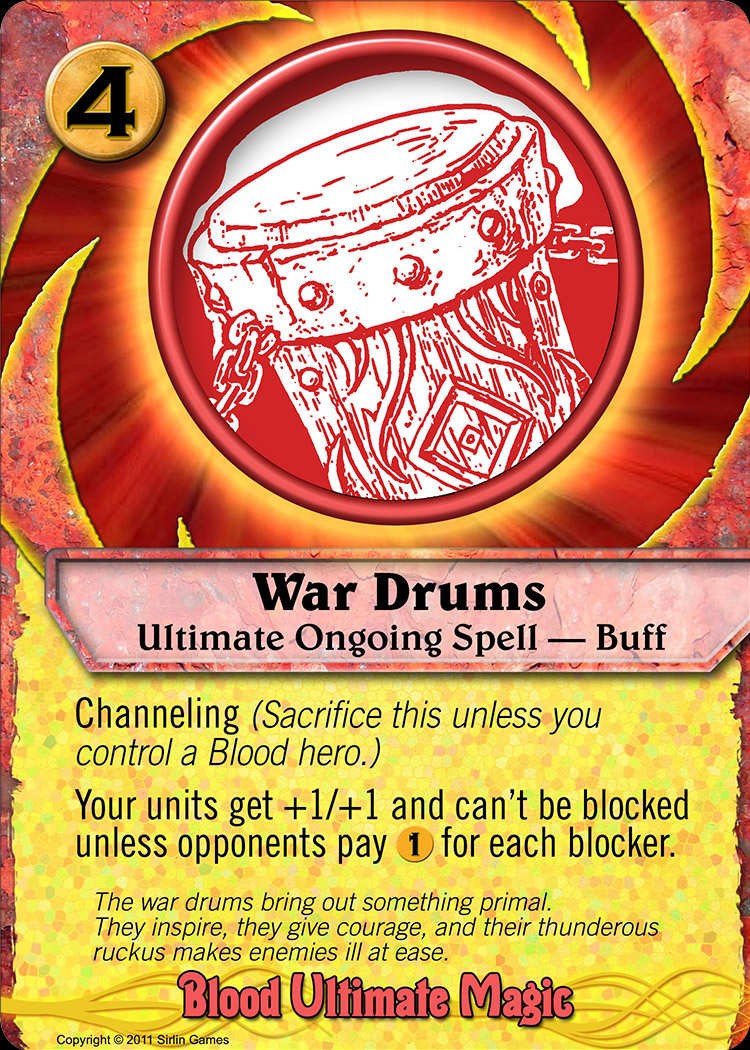 4
War Drums
Ultimate Ongoing Spell — Buff
Channeling (Sacrifice this unless you
control a Blood hero.)
Your units get +1/+1 and can't be blocked
unless opponents pay 1 for each blocker.
The war drums bring out something primal.
They inspire, they give courage, and their thunderous
ruckus makes enemies ill at ease.
Blood Ultimate Magic
Copyright © 2011 Sirlin Games